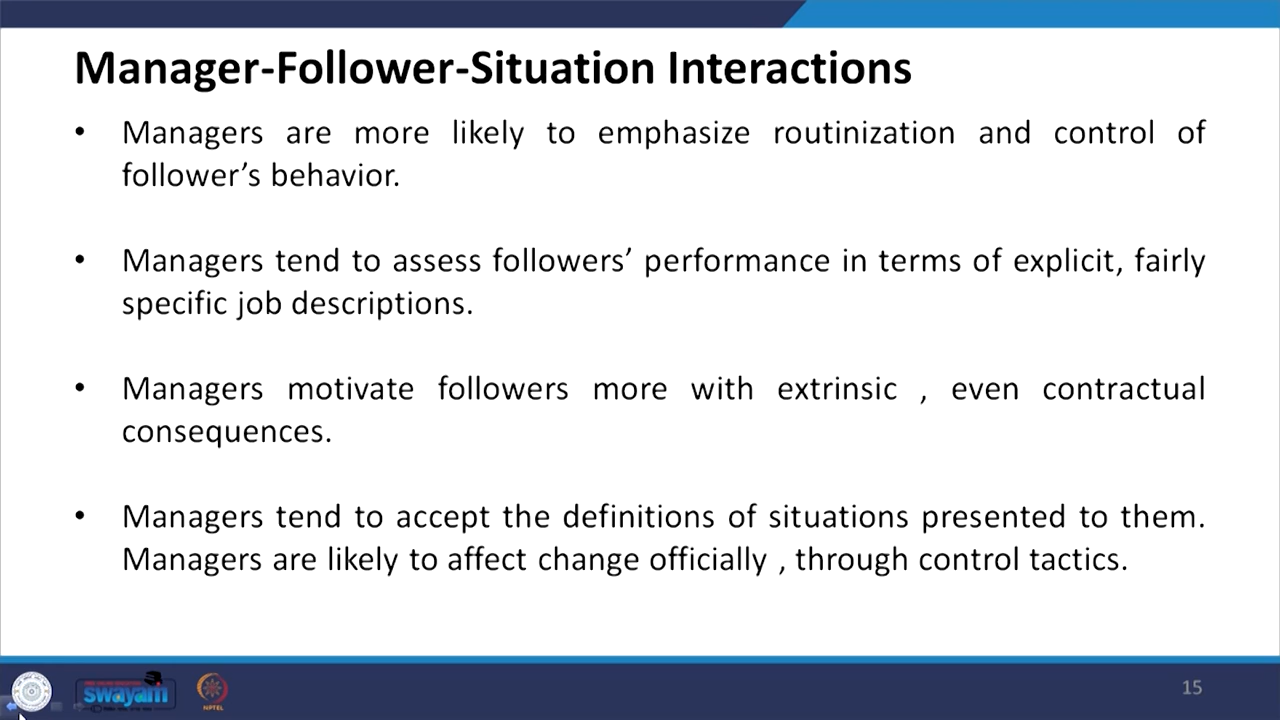 Manager-Follower-Situation Interactions
• Managers are more likely to emphasize routinization and control of
follower’s behavior.
• Managers tend to assess followers’ performance in terms of explicit, fairly
specific job descriptions.
• Managers motivate followers more with extrinsic , even contractual
consequences.
• Managers tend to accept the definitions of situations presented to them.
Managers are likely to affect change officially , through control tactics.
swayam
NPTEL
15